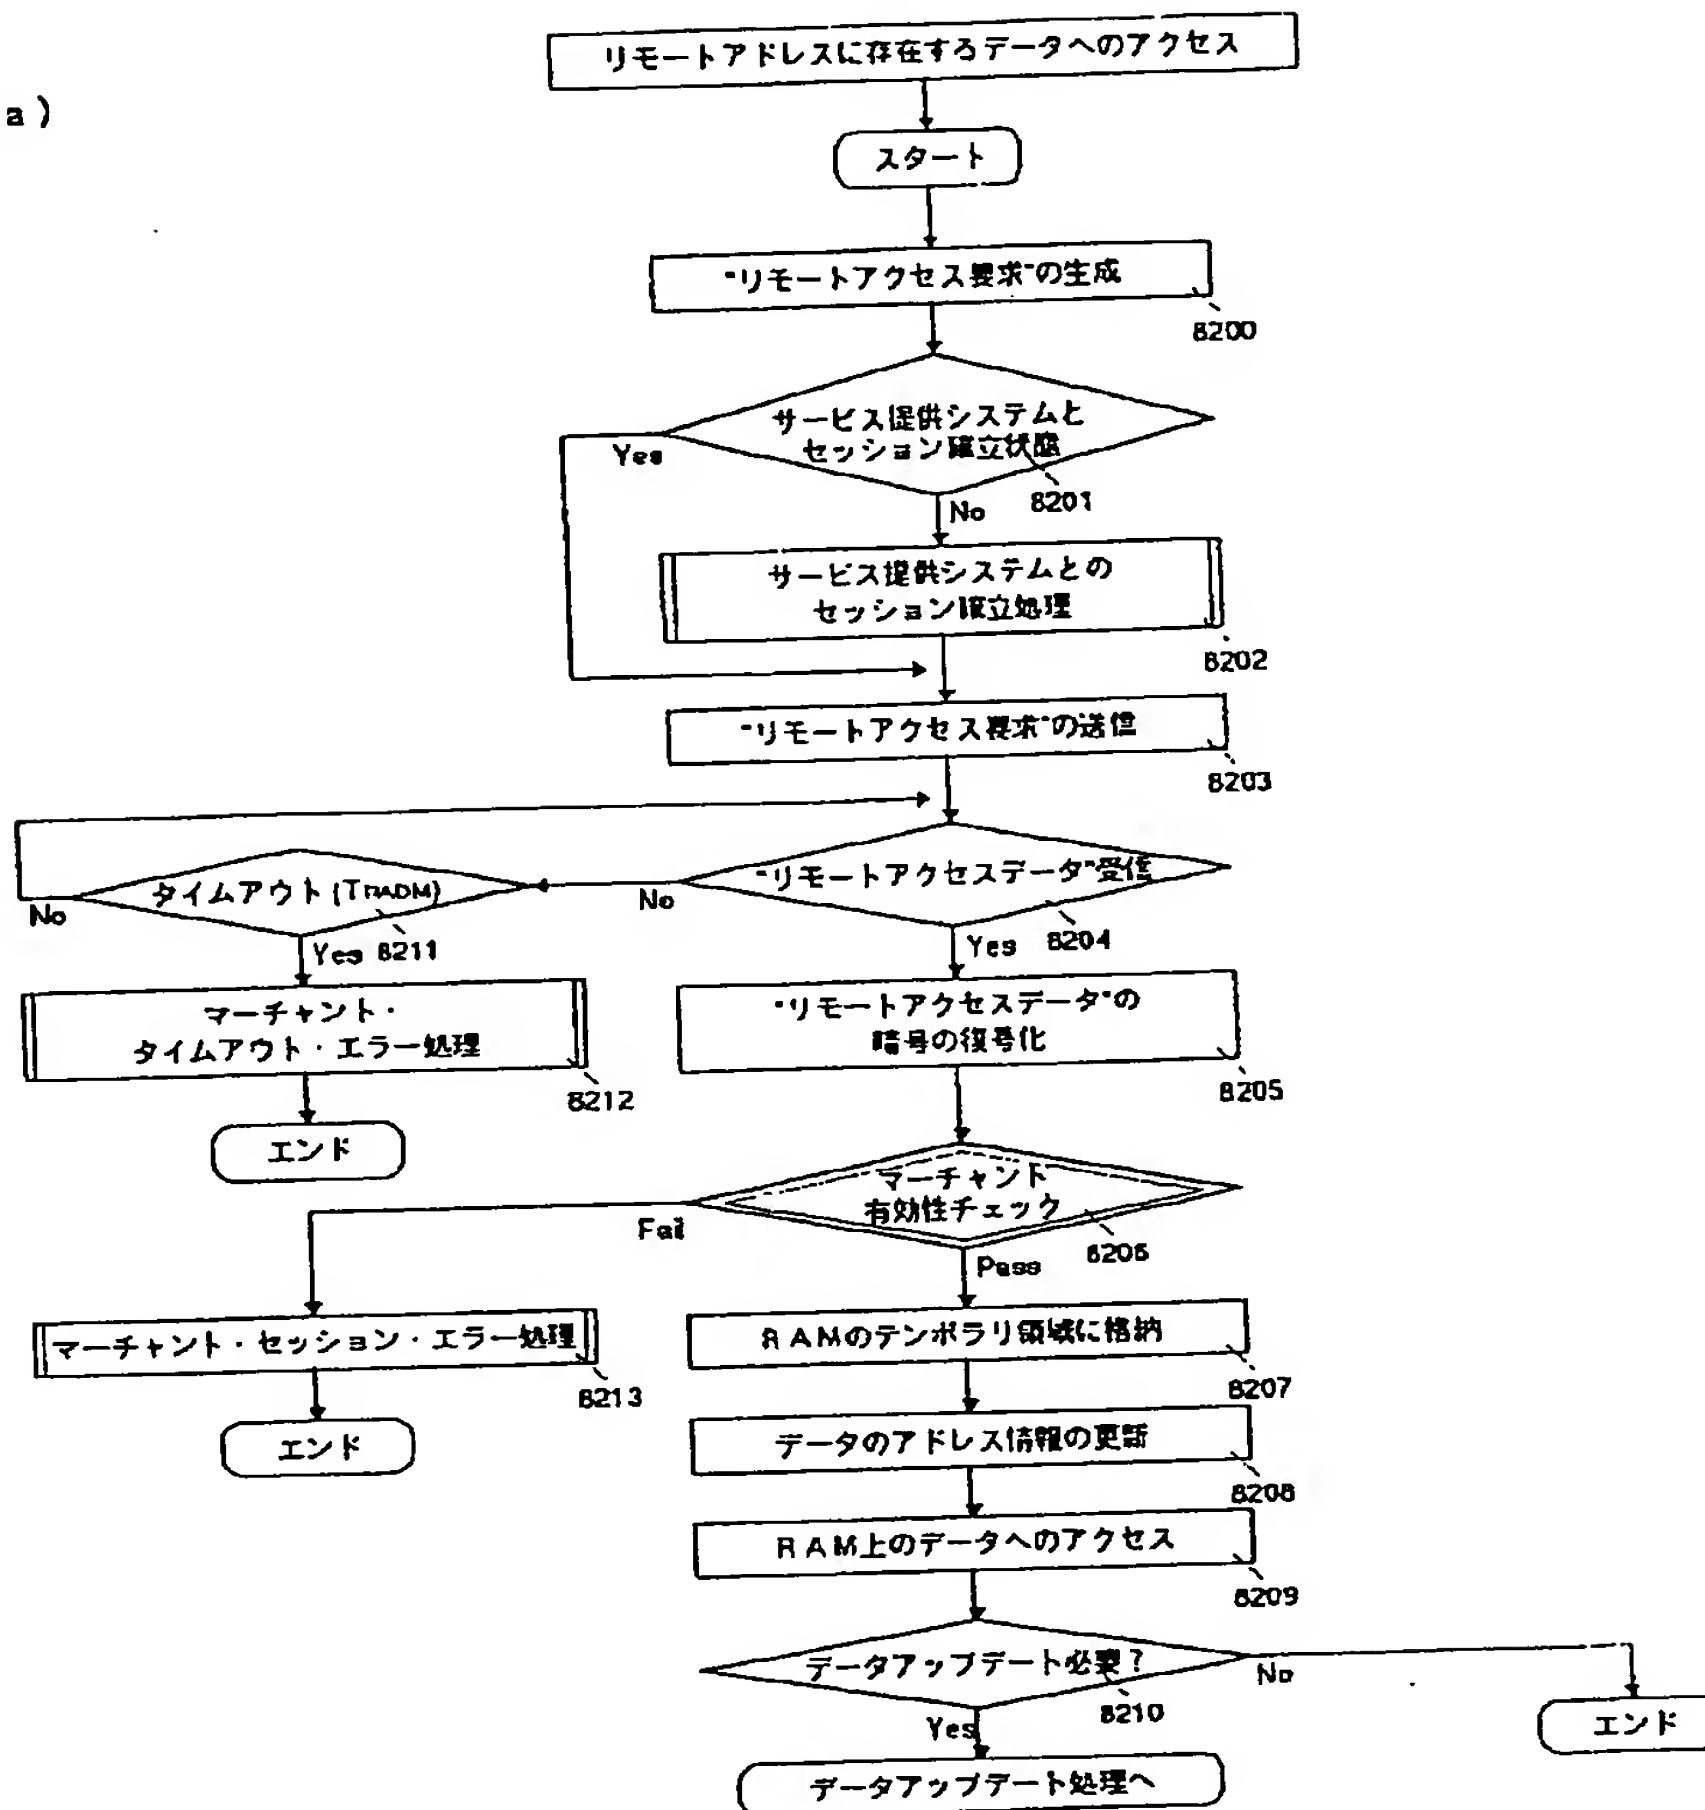 リモートアドレスに存在するデータへのアクセス
a)
スタート
"リモートアクセス要求"の生成
8200
サービス提供システムと
セッション確立状態
Yes
8201
No
サービス提供システムとの
セッション確立処理
8202
"リモートアクセス要求"の送信
8203
"リモートアクセスデータ"受信
タイムアウト(TRADM)
No
No
8204
Yes
8211
Yes
"リモートアクセスデータ"の
暗号の復号化
8205
マーチャント・
タイムアウト・エラー処理
8212
エンド
マーチャント
有効性チェック
Fail
8206
Pass
マーチャント・セッション・エラー処理
8213
エンド
RAMのテンポラリ領域に格納
8207
データのアドレス情報の更新
8208
RAM上のデータへのアクセス
8209
データアップデート必要?
No
8210
Yes
エンド
データアップデート処理へ